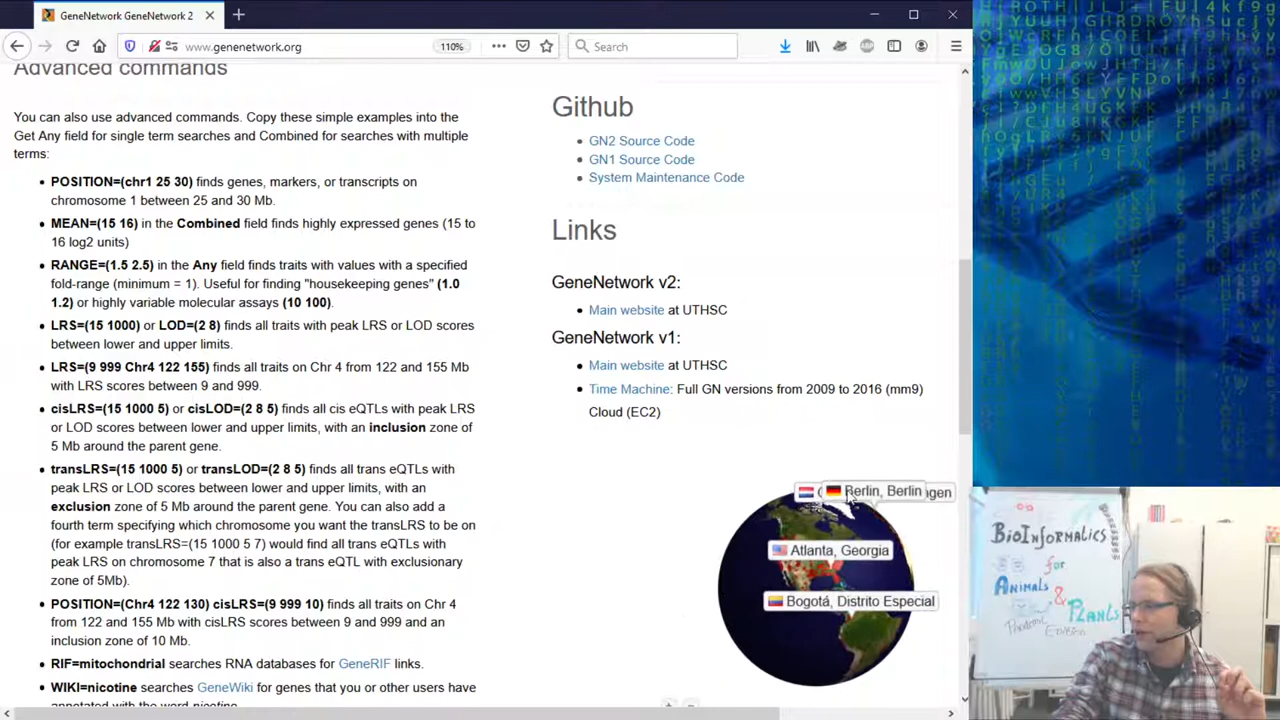 GeneNetwork GeneNetwork 2
www.genenetwork.org
110%
Search
Advanced commands
You can also use advanced commands. Copy these simple examples into the
Get Any field for single term searches and Combined for searches with multiple
terms:
POSITION=(chr1 25 30) finds genes, markers, or transcripts on
chromosome 1 between 25 and 30 Mb.
MEAN=(15 16) in the Combined field finds highly expressed genes (15 to
16 log2 units)
RANGE=(1.5 2.5) in the Any field finds traits with values with a specified
fold-range (minimum = 1). Useful for finding "housekeeping genes" (1.0
1.2) or highly variable molecular assays (10 100).
LRS=(15 1000) or LOD=(2 8) finds all traits with peak LRS or LOD scores
between lower and upper limits.
LRS=(9 999 Chr4 122 155) finds all traits on Chr 4 from 122 and 155 Mb
with LRS scores between 9 and 999.
cisLRS=(15 1000 5) or cisLOD=(2 8 5) finds all cis eQTLs with peak LRS
or LOD scores between lower and upper limits, with an inclusion zone of
5 Mb around the parent gene.
transLRS=(15 1000 5) or transLOD=(2 8 5) finds all trans eQTLs with
peak LRS or LOD scores between lower and upper limits, with an
exclusion zone of 5 Mb around the parent gene. You can also add a
fourth term specifying which chromosome you want the transLRS to be on
(for example transLRS=(15 1000 5 7) would find all trans eQTLs with
peak LRS on chromosome 7 that is also a trans eQTL with exclusionary
zone of 5Mb).
POSITION=(Chr4 122 130) cisLRS=(9 999 10) finds all traits on Chr 4
from 122 and 155 Mb with cisLRS scores between 9 and 999 and an
inclusion zone of 10 Mb.
RIF=mitochondrial searches RNA databases for GeneRIF links.
WIKI=nicotine searches GeneWiki for genes that you or other users have
annotated with the word nicotine.
Github
GN2 Source Code
GN1 Source Code
System Maintenance Code
Links
GeneNetwork v2:
Main website at UTHSC
GeneNetwork v1:
Main website at UTHSC
Time Machine: Full GN versions from 2009 to 2016 (mm9)
Cloud (EC2)
Berlin, Berlin
Atlanta, Georgia
Bogotá, Distrito Especial
BioInformatics
for
Animals
&
Plants
Edition